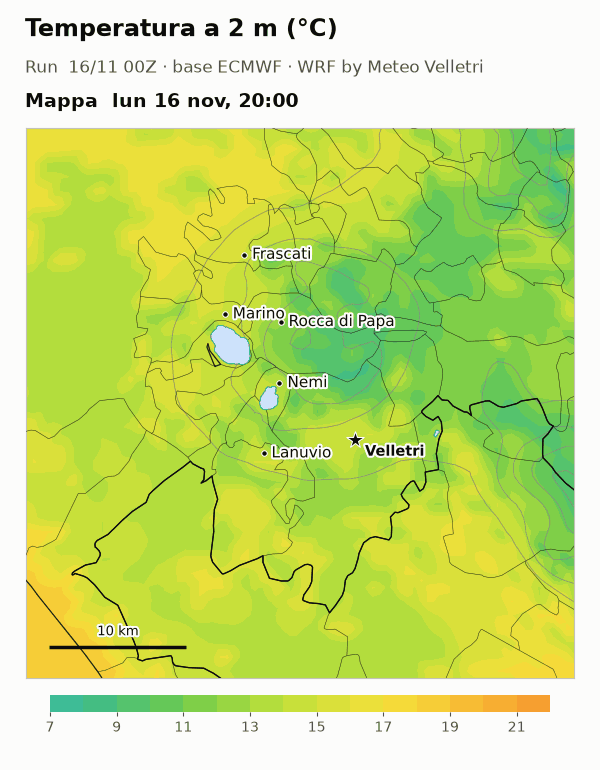 Temperatura a 2 m (°C)
Run  16/11 00Z · base ECMWF · WRF by Meteo Velletri
Mappa  lun 16 nov, 20:00
Frascati
Marino
Rocca di Papa
Nemi
Velletri
Lanuvio
10 km
7 9 11 13 15 17 19 21